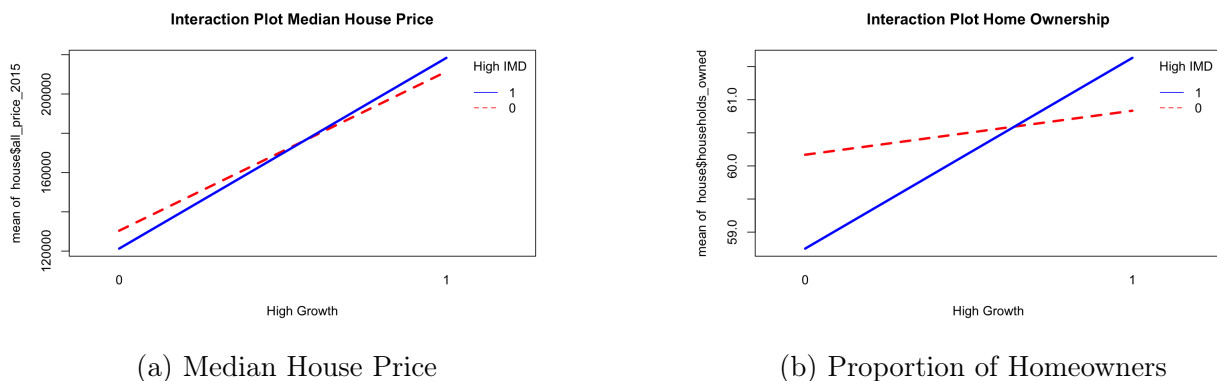 Interaction Plot Median House Price
mean of house$all_price_2015
120000 160000 200000
High IMD
1
0
0 1
High Growth
(a) Median House Price
Interaction Plot Home Ownership
mean of house$households_owned
59.0 60.0 61.0
High IMD
1
0
0 1
High Growth
(b) Proportion of Homeowners